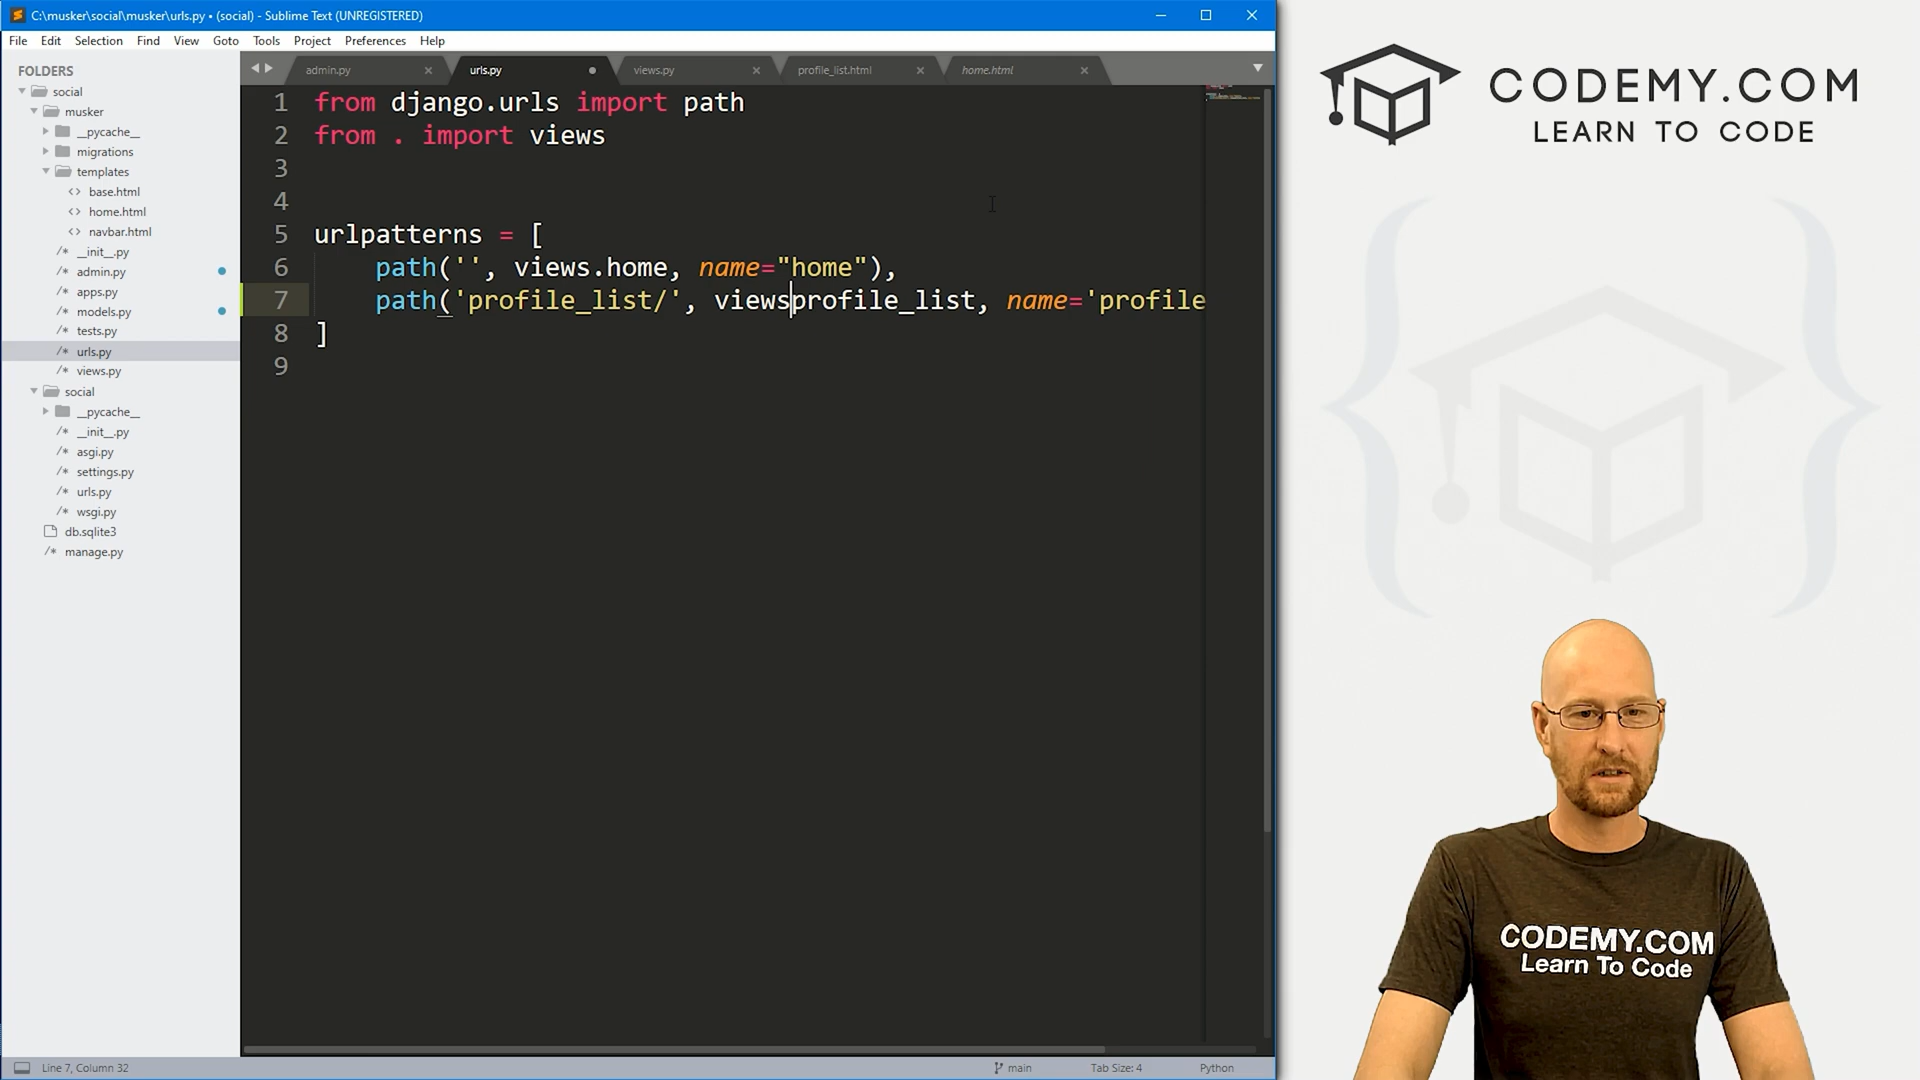 C:\musker\social\musker\urls.py • (social) - Sublime Text (UNREGISTERED)
File Edit Selection Find View Goto Tools Project Preferences Help
FOLDERS
social
musker
__pycache__
migrations
templates
base.html
home.html
navbar.html
__init__.py
admin.py
apps.py
models.py
tests.py
urls.py
views.py
social
__pycache__
__init__.py
asgi.py
settings.py
urls.py
wsgi.py
db.sqlite3
manage.py
admin.py urls.py views.py profile_list.html home.html
1 from django.urls import path
2 from . import views
3
4
5 urlpatterns = [
6 path('', views.home, name="home"),
7 path('profile_list/', viewsprofile_list, name='profile
8 ]
9
Line 7, Column 32 main Tab Size: 4 Python
CODEMY.COM
LEARN TO CODE
CODEMY.COM
Learn To Code